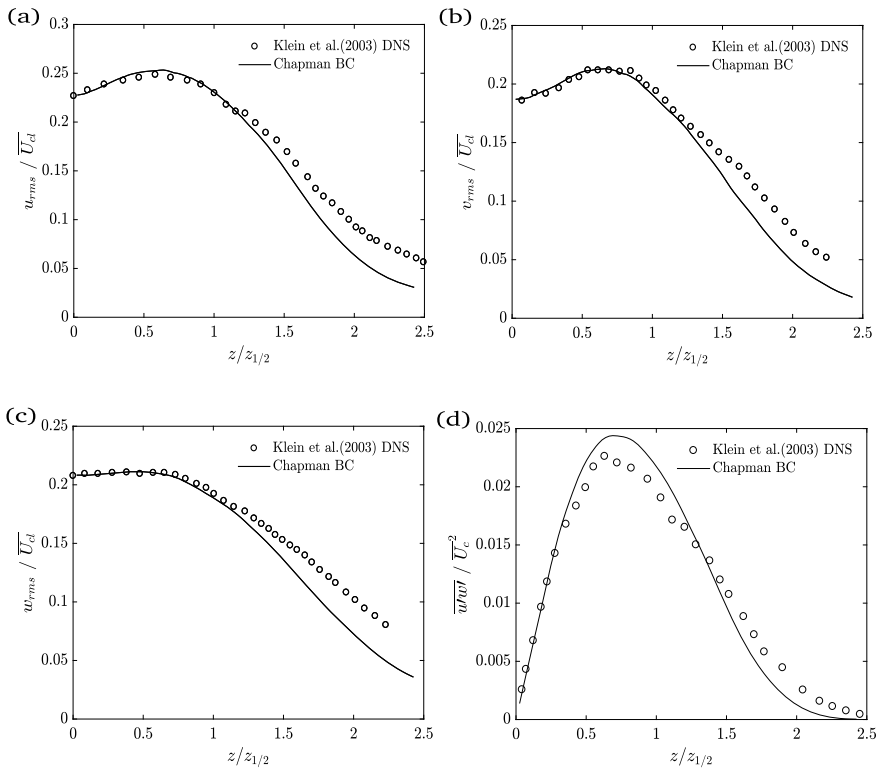 (a)
0.3
0.25
0.2
0.15
0.1
0.05
0
u_rms / U_cl
Klein et al.(2003) DNS
Chapman BC
0 0.5 1 1.5 2 2.5
z/z_1/2
(b)
0.25
0.2
0.15
0.1
0.05
0
v_rms / U_cl
Klein et al.(2003) DNS
Chapman BC
0 0.5 1 1.5 2 2.5
z/z_1/2
(c)
0.25
0.2
0.15
0.1
0.05
0
w_rms / U_cl
Klein et al.(2003) DNS
Chapman BC
0 0.5 1 1.5 2 2.5
z/z_1/2
(d)
0.025
0.02
0.015
0.01
0.005
0
u′w′ / U_c^2
Klein et al.(2003) DNS
Chapman BC
0 0.5 1 1.5 2 2.5
z/z_1/2